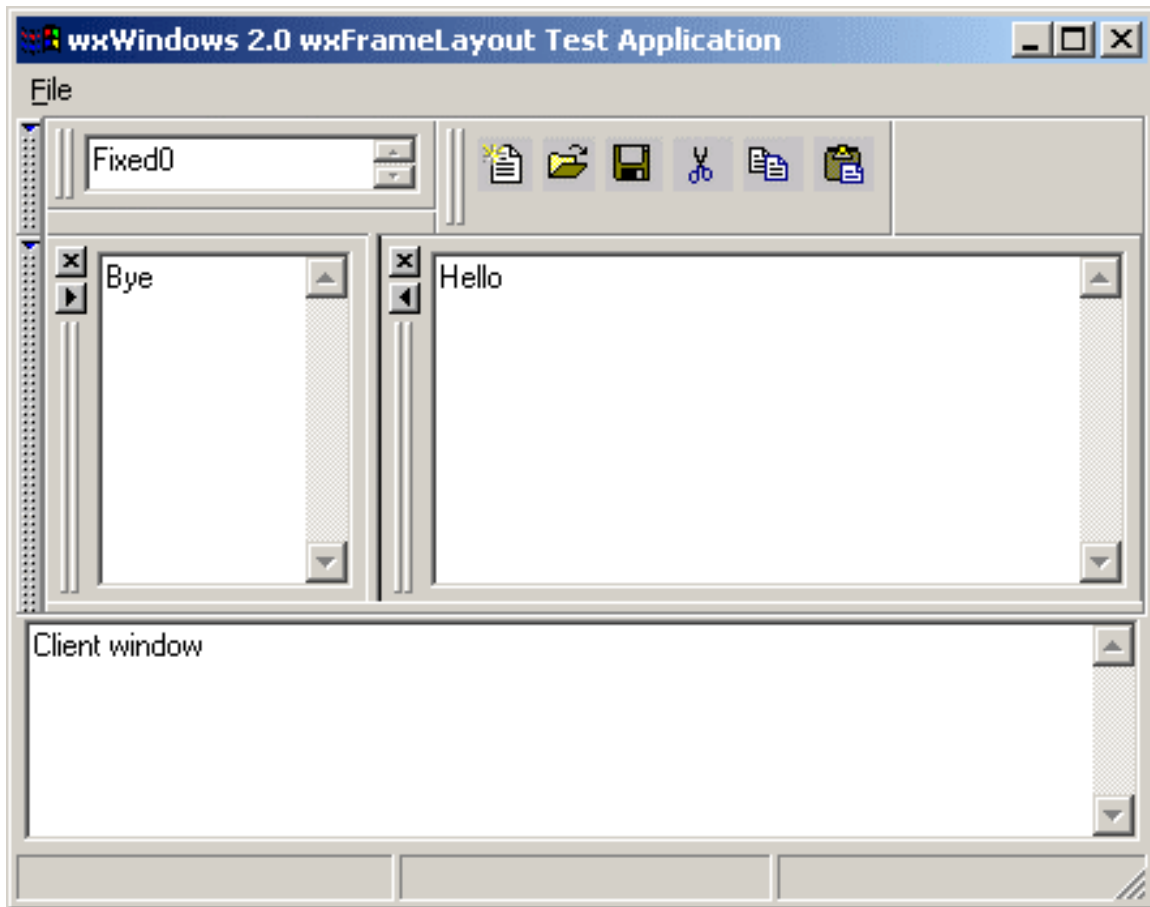 wxWindows 2.0 wxFrameLayout Test Application
File
Fixed0
Bye
Hello
Client window